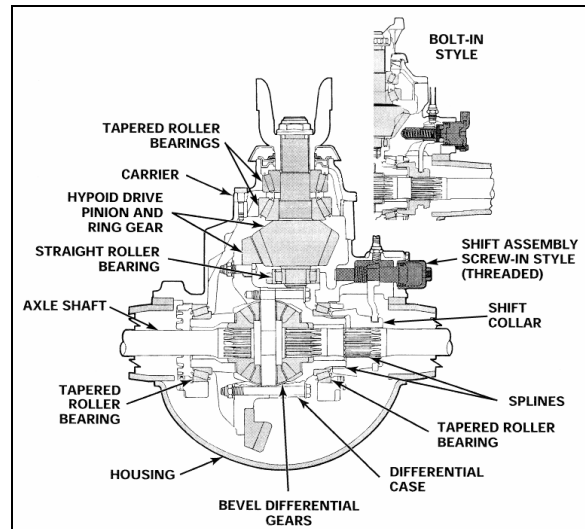 BOLT-IN
STYLE
TAPERED ROLLER
BEARINGS
CARRIER
HYPOID DRIVE
PINION AND
RING GEAR
STRAIGHT ROLLER
BEARING
AXLE SHAFT
TAPERED
ROLLER
BEARING
HOUSING
BEVEL DIFFERENTIAL
GEARS
SHIFT ASSEMBLY
SCREW-IN STYLE
(THREADED)
SHIFT
COLLAR
SPLINES
TAPERED ROLLER
BEARING
DIFFERENTIAL
CASE